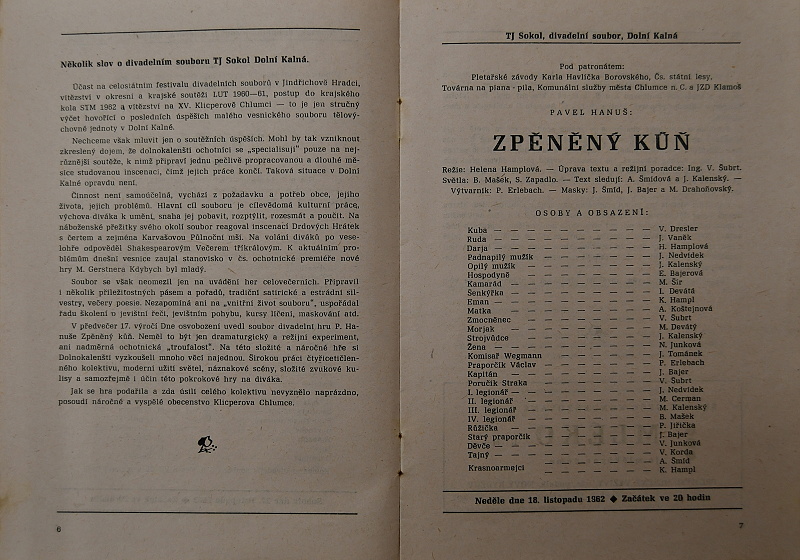 Několik slov o divadelním souboru TJ Sokol Dolní Kalná.
Účast na celostátním festivalu divadelních souborů v Jindřichově Hradci,
vítězství v okresní a krajské soutěži LUT 1960—61, postup do krajského
kola STM 1962 a vítězství na XV. Klicperově Chlumci — to je jen stručný
výčet hovořící o posledních úspěších malého vesnického souboru tělový-
chovné jednoty v Dolní Kalné.
Nechceme však mluvit jen o soutěžních úspěších. Mohl by tak vzniknout
zkreslený dojem, že dolnokalenští ochotníci se „specialisují" pouze na nej-
různější soutěže, k nimž připraví jednu pečlivě propracovanou a dlouhé mě-
síce studovanou inscenaci, čímž jejich práce končí. Taková situace v Dolní
Kalné opravdu není.
Činnost není samoúčelná, vychází z požadavku a potřeb obce, jejího
života, jejich problémů. Hlavní cíl souboru je cílevědomá kulturní práce,
výchova diváka k umění, snaha jej pobavit, rozptýlit, rozesmát a poučit. Na
náboženské přežitky svého okolí soubor reagoval inscenací Drdových Hrátek
s čertem a zejména Karvašovou Půlnoční mší. Na volání diváků po vese-
lohře odpověděl Shakespearovým Večerem tříkrálovým. K aktuálním pro-
blémům dnešní vesnice zaujal stanovisko v čs. ochotnické premiéře nové
hry M. Gerstnera Kdybych byl mladý.
Soubor se však neomezil jen na uvádění her celovečerních. Připravil
i několik příležitostných pásem a pořadů, tradiční satirické a estrádní sil-
vestry, večery poesie. Nezapomíná ani na „vnitřní život souboru", uspořádal
řadu školení o jevištní řeči, jevištním pohybu, kursy líčení, maskování atd.
V předvečer 17. výročí Dne osvobození uvedl soubor divadelní hru P. Ha-
nuše Zpěněný kůň. Neměl to být jen dramaturgický a režijní experiment,
ani nadměrná ochotnická „troufalost". Na této složité a náročné hře si
Dolnokalenští vyzkoušeli mnoho věcí najednou. Širokou práci čtyřicetičlen-
ného kolektivu, moderní užití světel, náznakové scény, složité zvukové ku-
lisy a samozřejmě i účin této pokrokové hry na diváka.
Jak se hra podařila a zda úsilí celého kolektivu nevyznělo naprázdno,
posoudí náročné a vyspělé obecenstvo Klicperova Chlumce.
6
TJ Sokol, divadelní soubor, Dolní Kalná
Pod patronátem:
Pletařské závody Karla Havlíčka Borovského, Čs. státní lesy,
Továrna na piana - pila, Komunální služby města Chlumce n. C. a JZD Klamoš
PAVEL HANUŠ:
ZPĚNĚNÝ KŮŇ
Režie: Helena Hamplová. — Úprava textu a režijní poradce: Ing. V. Šubrt.
Světla: B. Mašek, S. Zapadlo. — Text sledují: A. Šmídová a J. Kalenský. —
Výtvarník: P. Erlebach. — Masky: J. Šmíd, J. Bajer a M. Drahoňovský.
OSOBY A OBSAZENÍ:
Kuba — — — — — — — — V. Dresler
Ruda — — — — — — — — J. Vaněk
Darja — — — — — — — — H. Hamplová
Padnapilý mužík — — — — — — J. Nedvídek
Opilý mužík — — — — — — — J. Kalenský
Hospodyně — — — — — — — E. Bajerová
Kamarád — — — — — — — M. Šír
Šenkýřka — — — — — — — L. Devátá
Eman — — — — — — — — K. Hampl
Matka — — — — — — — — A. Koštejnová
Zmocněnec — — — — — — — V. Šubrt
Morjak — — — — — — — — M. Devátý
Strojvůdce — — — — — — — J. Kalenský
Žena — — — — — — — — N. Junková
Komisař Wegmann — — — — — — J. Tománek
Praporčík Václav — — — — — — P. Erlebach
Kapitán — — — — — — — J. Bajer
Poručík Straka — — — — — — V. Šubrt
I. legionář — — — — — — — J. Nedvídek
II. legionář — — — — — — — M. Čerman
III. legionář — — — — — — — M. Kalenský
IV. legionář — — — — — — — B. Mašek
Růžička — — — — — — — P. Jiřička
Starý praporčík — — — — — — J. Bajer
Děvče — — — — — — — — V. Junková
Tajný — — — — — — — — V. Korda
— — — — — — A. Šmíd
Krasnoarmejci — — — — — — K. Hampl
Neděle dne 18. listopadu 1962 ◆ Začátek ve 20 hodin
7